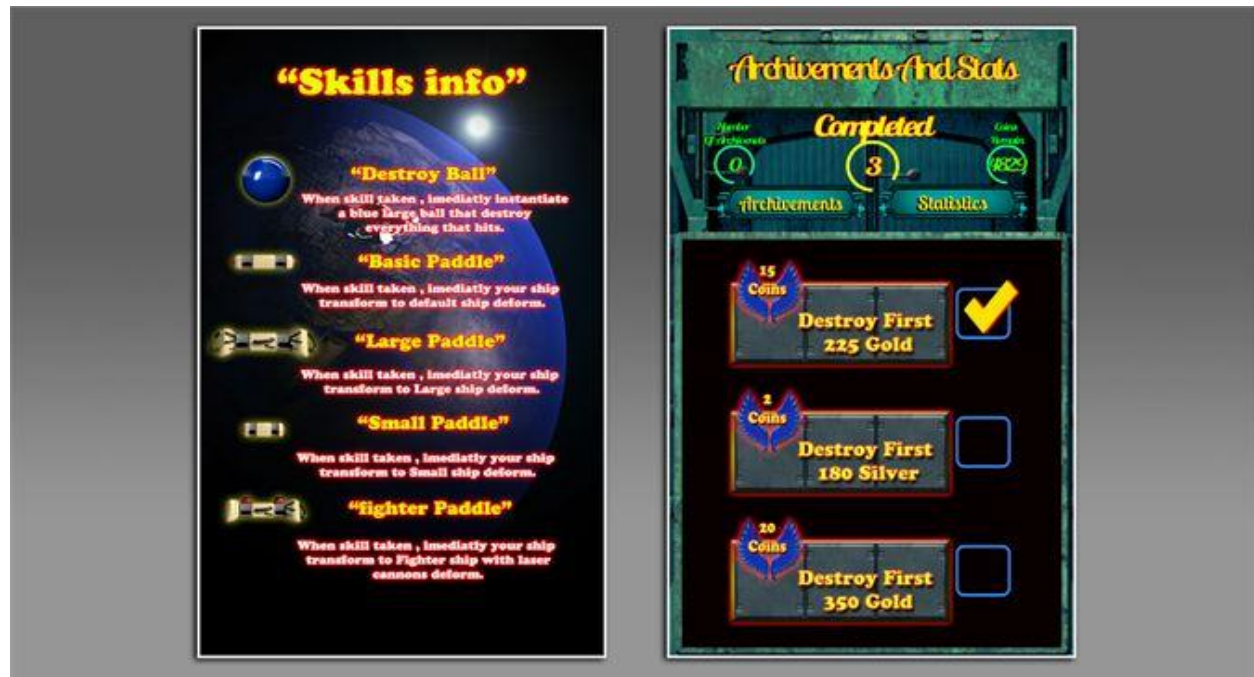 “Skills info”
“Destroy Ball”
When skill taken , imediatly instantiate
a blue large ball that destroy
everything that hits.
“Basic Paddle”
When skill taken , imediatly your ship
transform to default ship deform.
“Large Paddle”
When skill taken , imediatly your ship
transform to Large ship deform.
“Small Paddle”
When skill taken , imediatly your ship
transform to Small ship deform.
“fighter Paddle”
When skill taken , imediatly your ship
transform to Fighter ship with laser
cannons deform.
Archivements And Stats
Completed
Number
0
3
Coins
Remain
4829
Archivements
Statistics
15
Coins
Destroy First
225 Gold
2
Coins
Destroy First
180 Silver
20
Coins
Destroy First
350 Gold